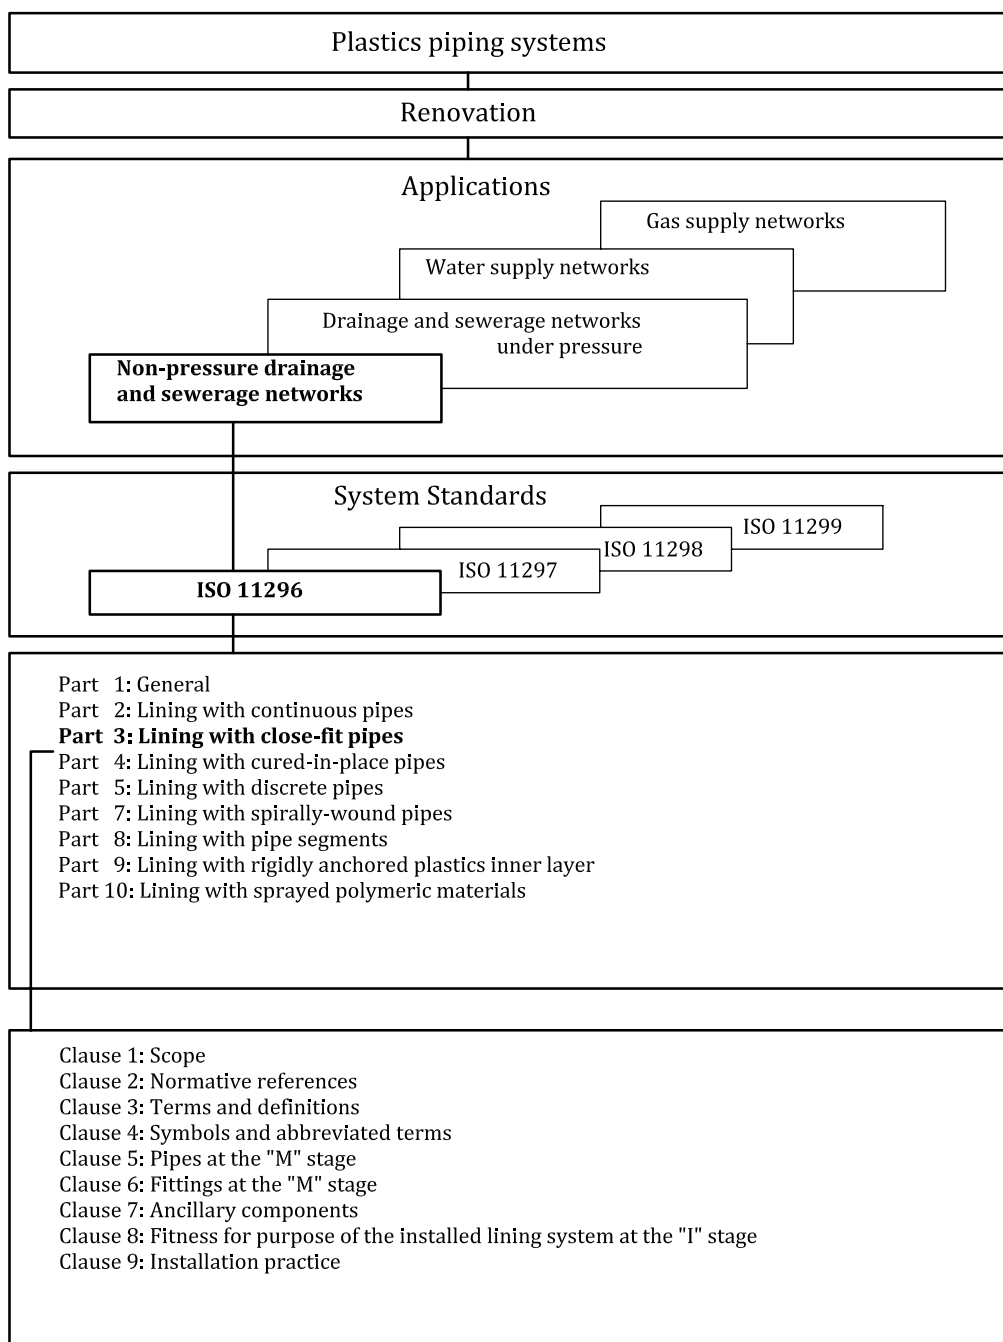 Plastics piping systems
Renovation
Applications
Gas supply networks
Water supply networks
Drainage and sewerage networks
under pressure
Non-pressure drainage
and sewerage networks
System Standards
ISO 11299
ISO 11298
ISO 11297
ISO 11296
Part 1: General
Part 2: Lining with continuous pipes
Part 3: Lining with close-fit pipes
Part 4: Lining with cured-in-place pipes
Part 5: Lining with discrete pipes
Part 7: Lining with spirally-wound pipes
Part 8: Lining with pipe segments
Part 9: Lining with rigidly anchored plastics inner layer
Part 10: Lining with sprayed polymeric materials
Clause 1: Scope
Clause 2: Normative references
Clause 3: Terms and definitions
Clause 4: Symbols and abbreviated terms
Clause 5: Pipes at the "M" stage
Clause 6: Fittings at the "M" stage
Clause 7: Ancillary components
Clause 8: Fitness for purpose of the installed lining system at the "I" stage
Clause 9: Installation practice